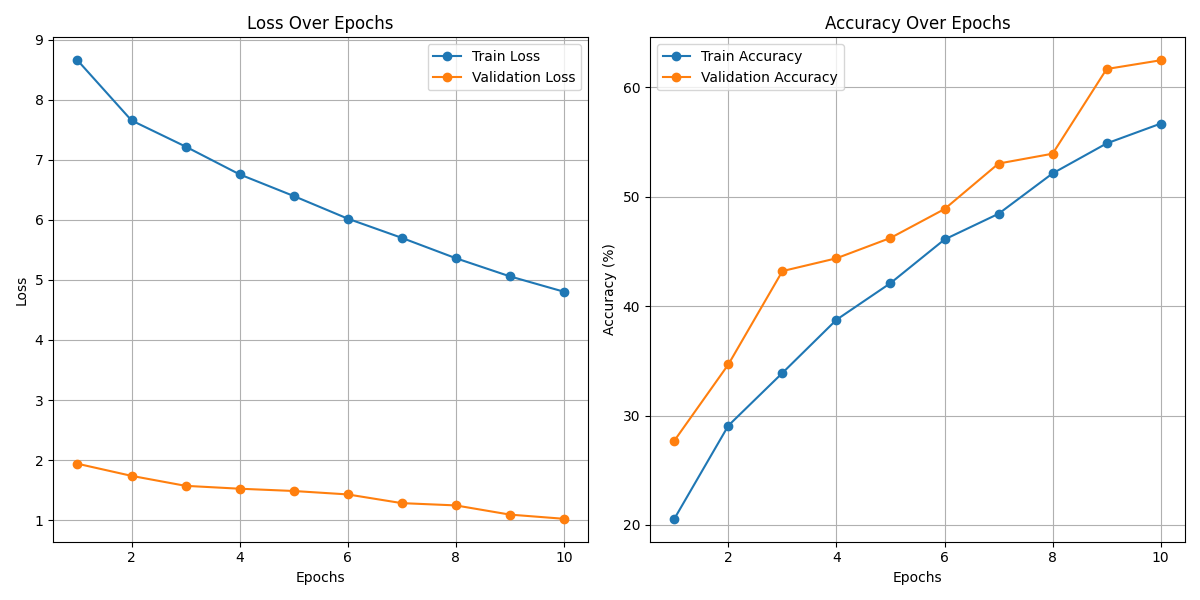 Loss Over Epochs
Train Loss
Validation Loss
9
8
7
6
5
4
3
2
1
Loss
2
4
6
8
10
Epochs
Accuracy Over Epochs
Train Accuracy
Validation Accuracy
60
50
40
30
20
Accuracy (%)
2
4
6
8
10
Epochs